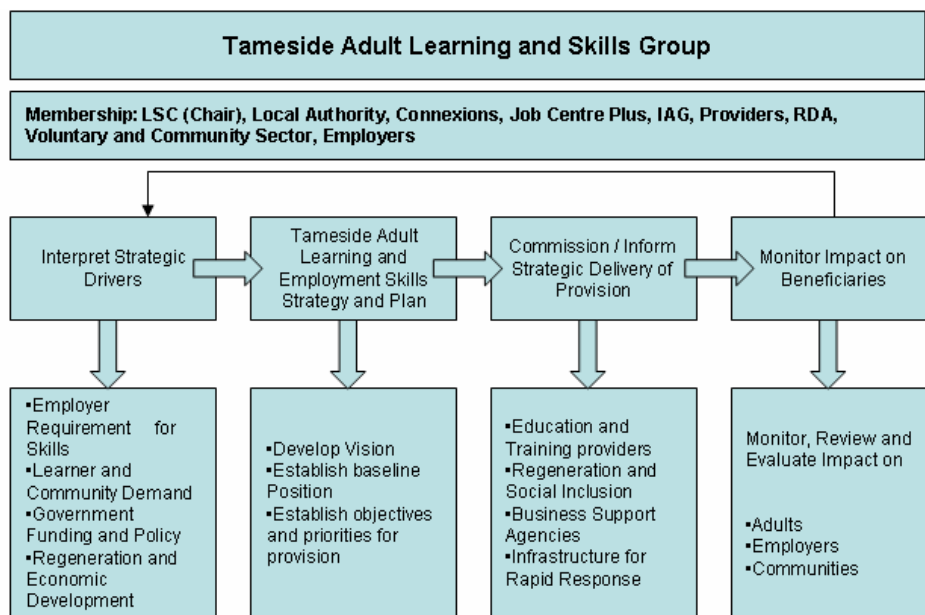 Tameside Adult Learning and Skills Group
Membership: LSC (Chair), Local Authority, Connexions, Job Centre Plus, IAG, Providers, RDA,
Voluntary and Community Sector, Employers
Interpret Strategic
Drivers
Tameside Adult
Learning and
Employment Skills
Strategy and Plan
Commission / Inform
Strategic Delivery of
Provision
Monitor Impact on
Beneficiaries
▪Employer
Requirement for
Skills
▪Learner and
Community Demand
▪Government
Funding and Policy
▪Regeneration and
Economic
Development
▪Develop Vision
▪Establish baseline
Position
▪Establish objectives
and priorities for
provision
▪Education and
Training providers
▪Regeneration and
Social Inclusion
▪Business Support
Agencies
▪Infrastructure for
Rapid Response
Monitor, Review and
Evaluate Impact on
▪Adults
▪Employers
▪Communities